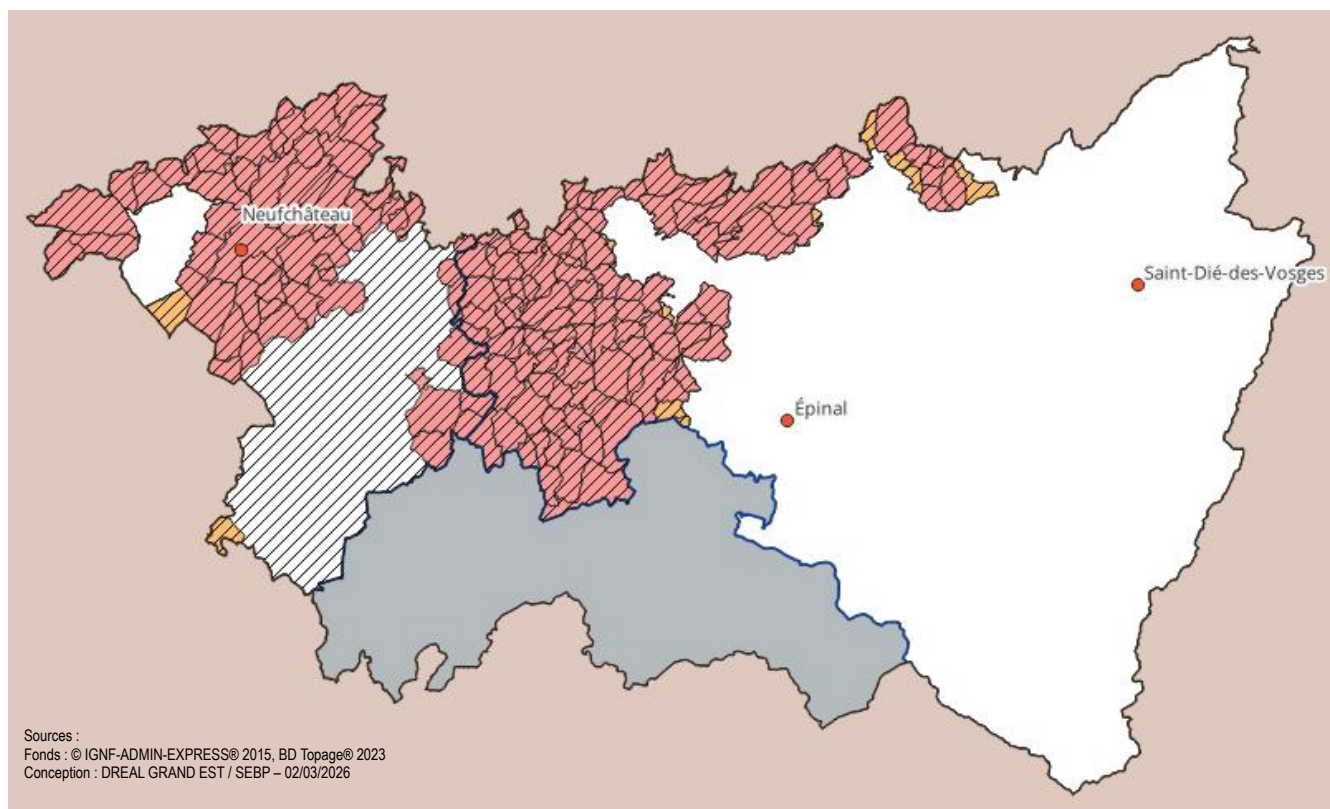 Neufchâteau
Saint-Dié-des-Vosges
Épinal
Sources :
Fonds : © IGNF-ADMIN-EXPRESS® 2015, BD Topage® 2023
Conception : DREAL GRAND EST / SEBP – 02/03/2026